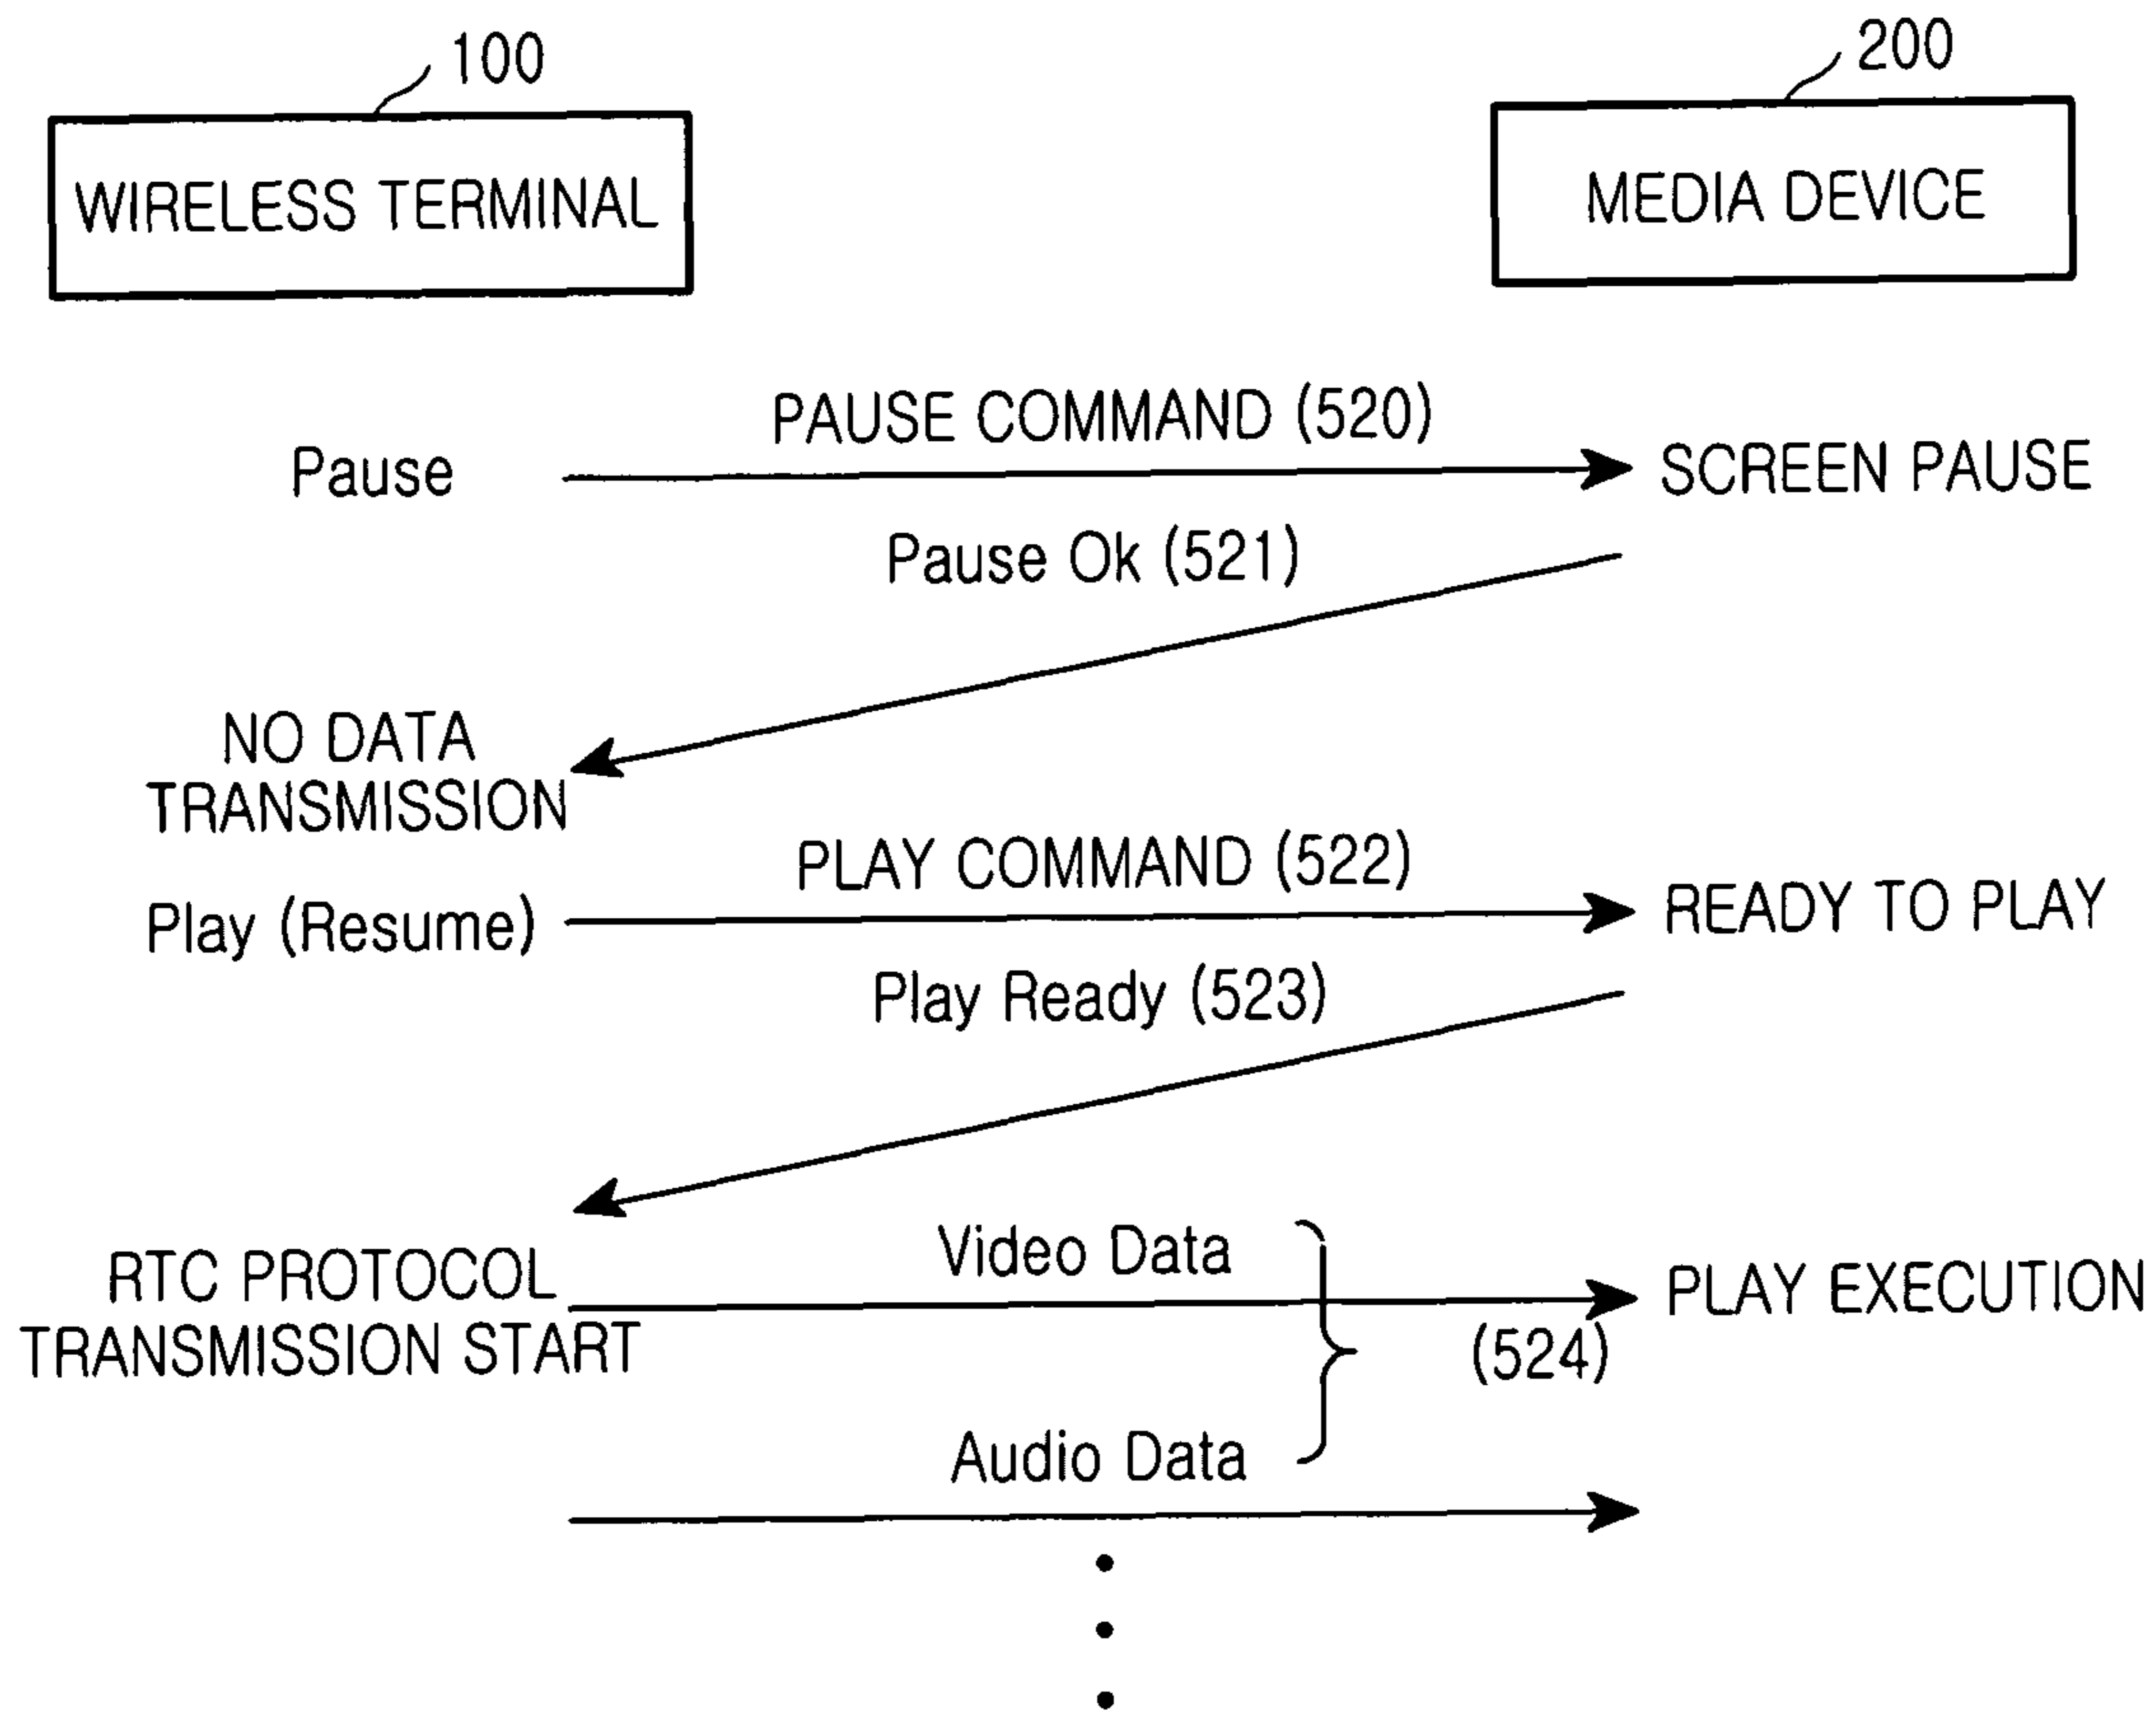 100
200
WIRELESS TERMINAL
MEDIA DEVICE
PAUSE COMMAND (520)
Pause
SCREEN PAUSE
Pause Ok (521)
NO DATA
TRANSMISSION
PLAY COMMAND (522)
Play (Resume)
READY TO PLAY
Play Ready (523)
Video Data
RTC PROTOCOL
TRANSMISSION START
PLAY EXECUTION
(524)
Audio Data